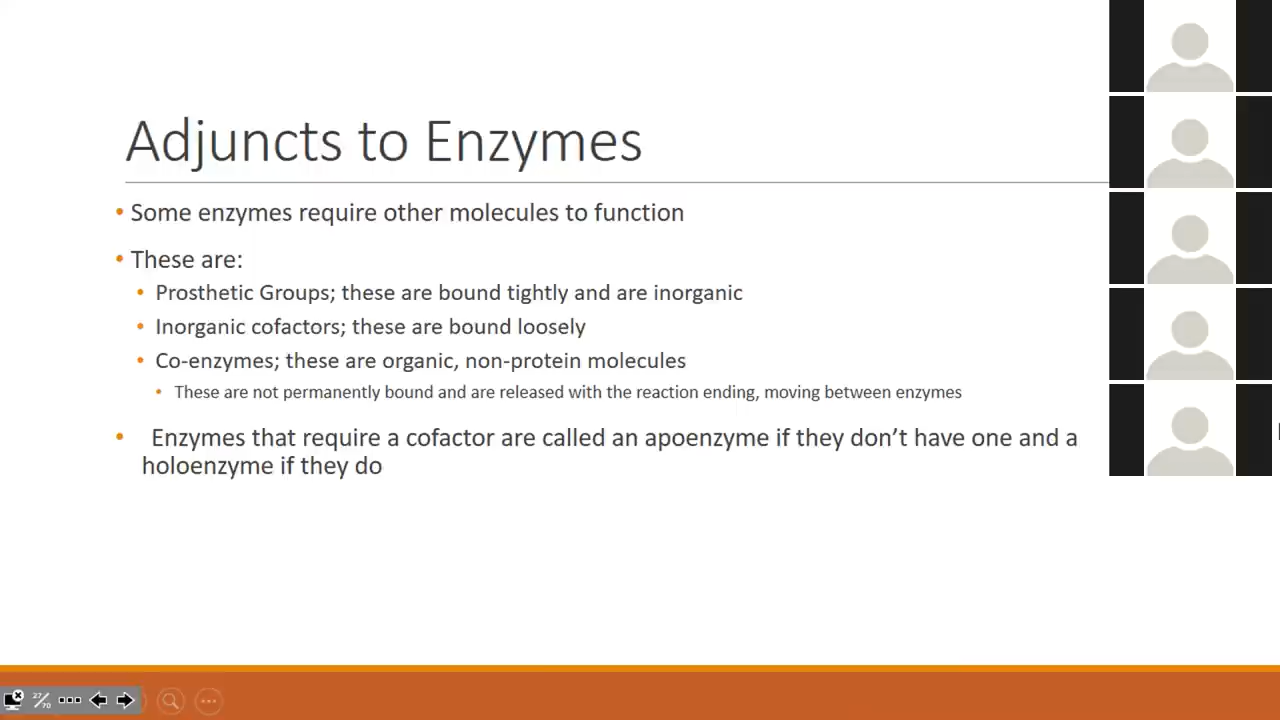 Adjuncts to Enzymes
• Some enzymes require other molecules to function
• These are:
• Prosthetic Groups; these are bound tightly and are inorganic
• Inorganic cofactors; these are bound loosely
• Co-enzymes; these are organic, non-protein molecules
• These are not permanently bound and are released with the reaction ending, moving between enzymes
• Enzymes that require a cofactor are called an apoenzyme if they don’t have one and a
holoenzyme if they do
27/70